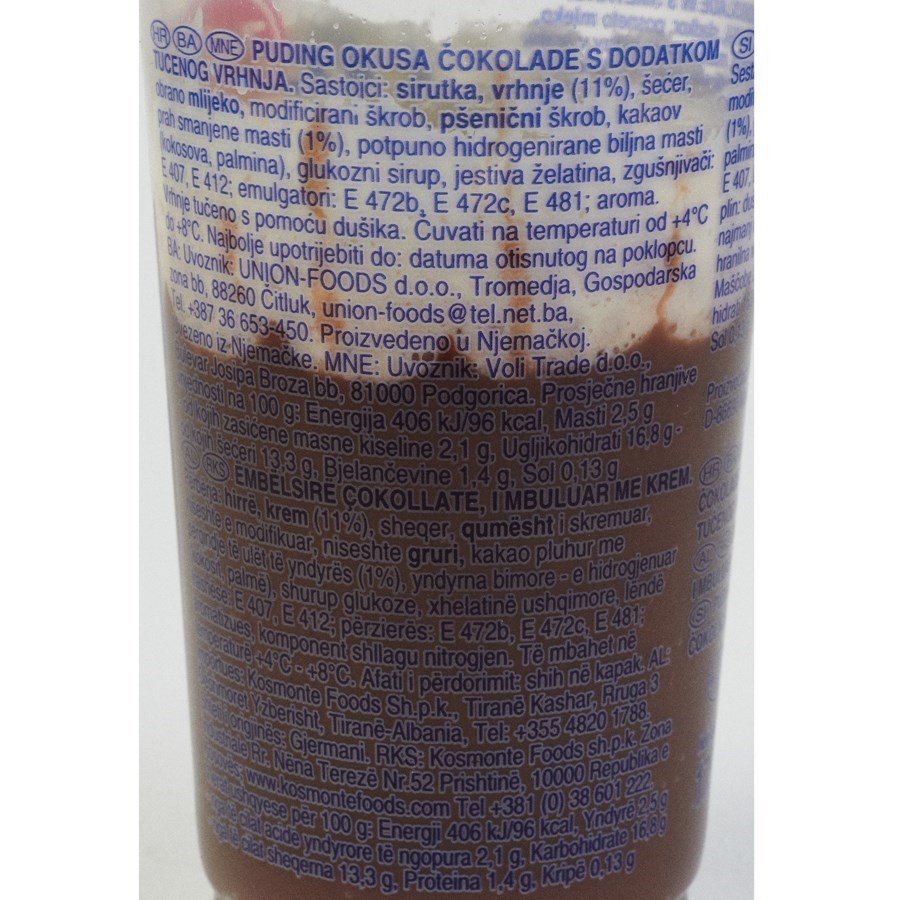 HR BA MNE PUDING OKUSA ČOKOLADE S DODATKOM
TUČENOG VRHNJA. Sastojci: sirutka, vrhnje (11%), šećer,
obrano mlijeko, modificirani škrob, pšenični škrob, kakaov
prah smanjene masti (1%), potpuno hidrogenirane biljna masti
(kokosova, palmina), glukozni sirup, jestiva želatina, zgušnjivači:
E 407, E 412; emulgatori: E 472b, E 472c, E 481; aroma.
Vrhnje tučeno s pomoću dušika. Čuvati na temperaturi od +4°C
do +8°C. Najbolje upotrijebiti do: datuma otisnutog na poklopcu.
BA: Uvoznik: UNION-FOODS d.o.o., Tromedja, Gospodarska
zona bb, 88260 Čitluk, union-foods@tel.net.ba,
Tel. +387 36 653-450. Proizvedeno u Njemačkoj.
iz Njemačke. MNE: Uvoznik: Voli Trade d.o.o.,
Josipa Broza bb, 81000 Podgorica. Prosječne hranjive
na 100 g: Energija 406 kJ/96 kcal, Masti 2,5 g
od kojih zasićene masne kiseline 2,1 g, Ugljikohidrati 16,8 g -
kojih šećeri 13,3 g, Bjelančevine 1,4 g, Sol 0,13 g
RKS EMBËLSIRË ÇOKOLLATE, I MBULUAR ME KREM.
hirrë, krem (11%), sheqer, qumësht i skremuar,
e modifikuar, niseshte gruri, kakao pluhur me
të ulët të yndyrës (1%), yndyrna bimore - e hidrogjenuar
palmë), shurup glukoze, xhelatinë ushqimore, lëndë
E 407, E 412; përzierës: E 472b, E 472c, E 481;
komponent shllagu nitrogjen. Të mbahet në
+4°C - +8°C. Afati i përdorimit: shih në kapak. AL:
Kosmonte Foods Sh.p.k., Tiranë Kashar, Rruga 3
Yzberisht, Tiranë-Albania, Tel: +355 4820 1788.
Gjermani. RKS: Kosmonte Foods sh.p.k. Zona
Rr. Nëna Terezë Nr.52 Prishtinë, 10000 Republika e
www.kosmontefoods.com Tel +381 (0) 38 601 222.
për 100 g: Energji 406 kJ/96 kcal, Yndyrë 2,5 g
acide yndyrore të ngopura 2,1 g, Karbohidrate 16,8 g
cilat sheqerna 13,3 g, Proteina 1,4 g, Kripë 0,13 g
SI
E 407,